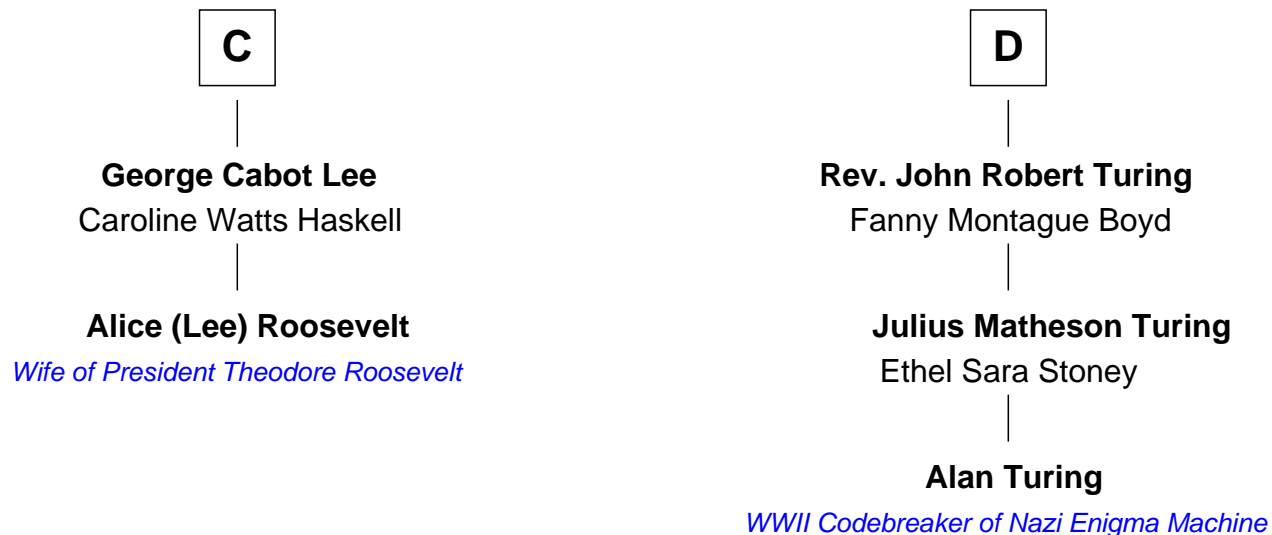 C
George Cabot Lee
Caroline Watts Haskell
Alice (Lee) Roosevelt
Wife of President Theodore Roosevelt
D
Rev. John Robert Turing
Fanny Montague Boyd
Julius Matheson Turing
Ethel Sara Stoney
Alan Turing
WWII Codebreaker of Nazi Enigma Machine